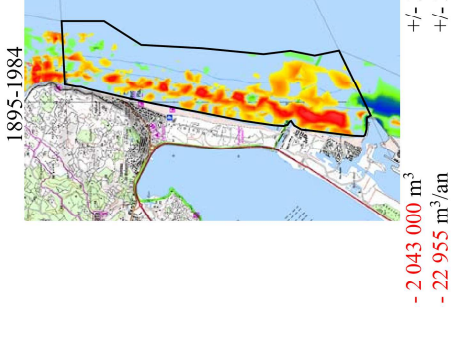 1895-1984
- 2 043 000 m³ +/-
- 22 955 m³/an +/-